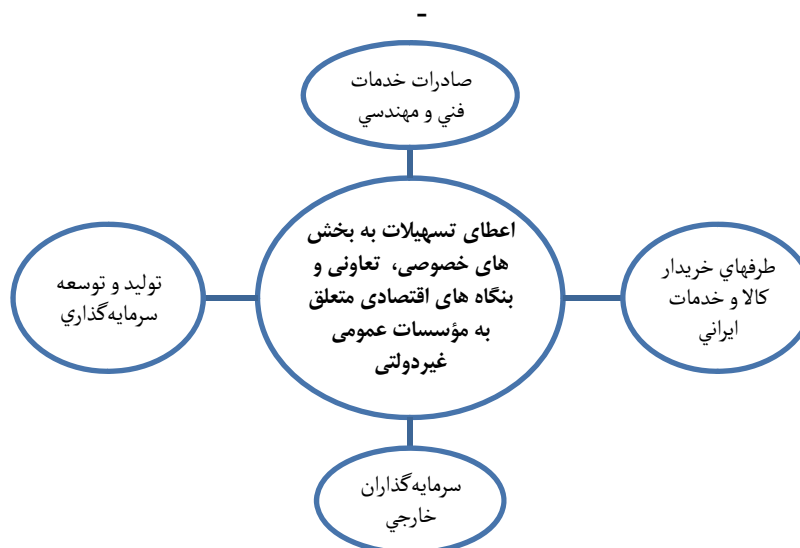 -
صادرات خدمات
فني و مهندسي
اعطای تسهیلات به بخش
های خصوصی، تعاونی و
بنگاه های اقتصادی متعلق
به مؤسسات عمومی
غیردولتی
طرفهاي خريدار
كالا و خدمات
ايراني
توليد و توسعه
سرمايه‌گذاري
سرمايه‌گذاران
خارجي